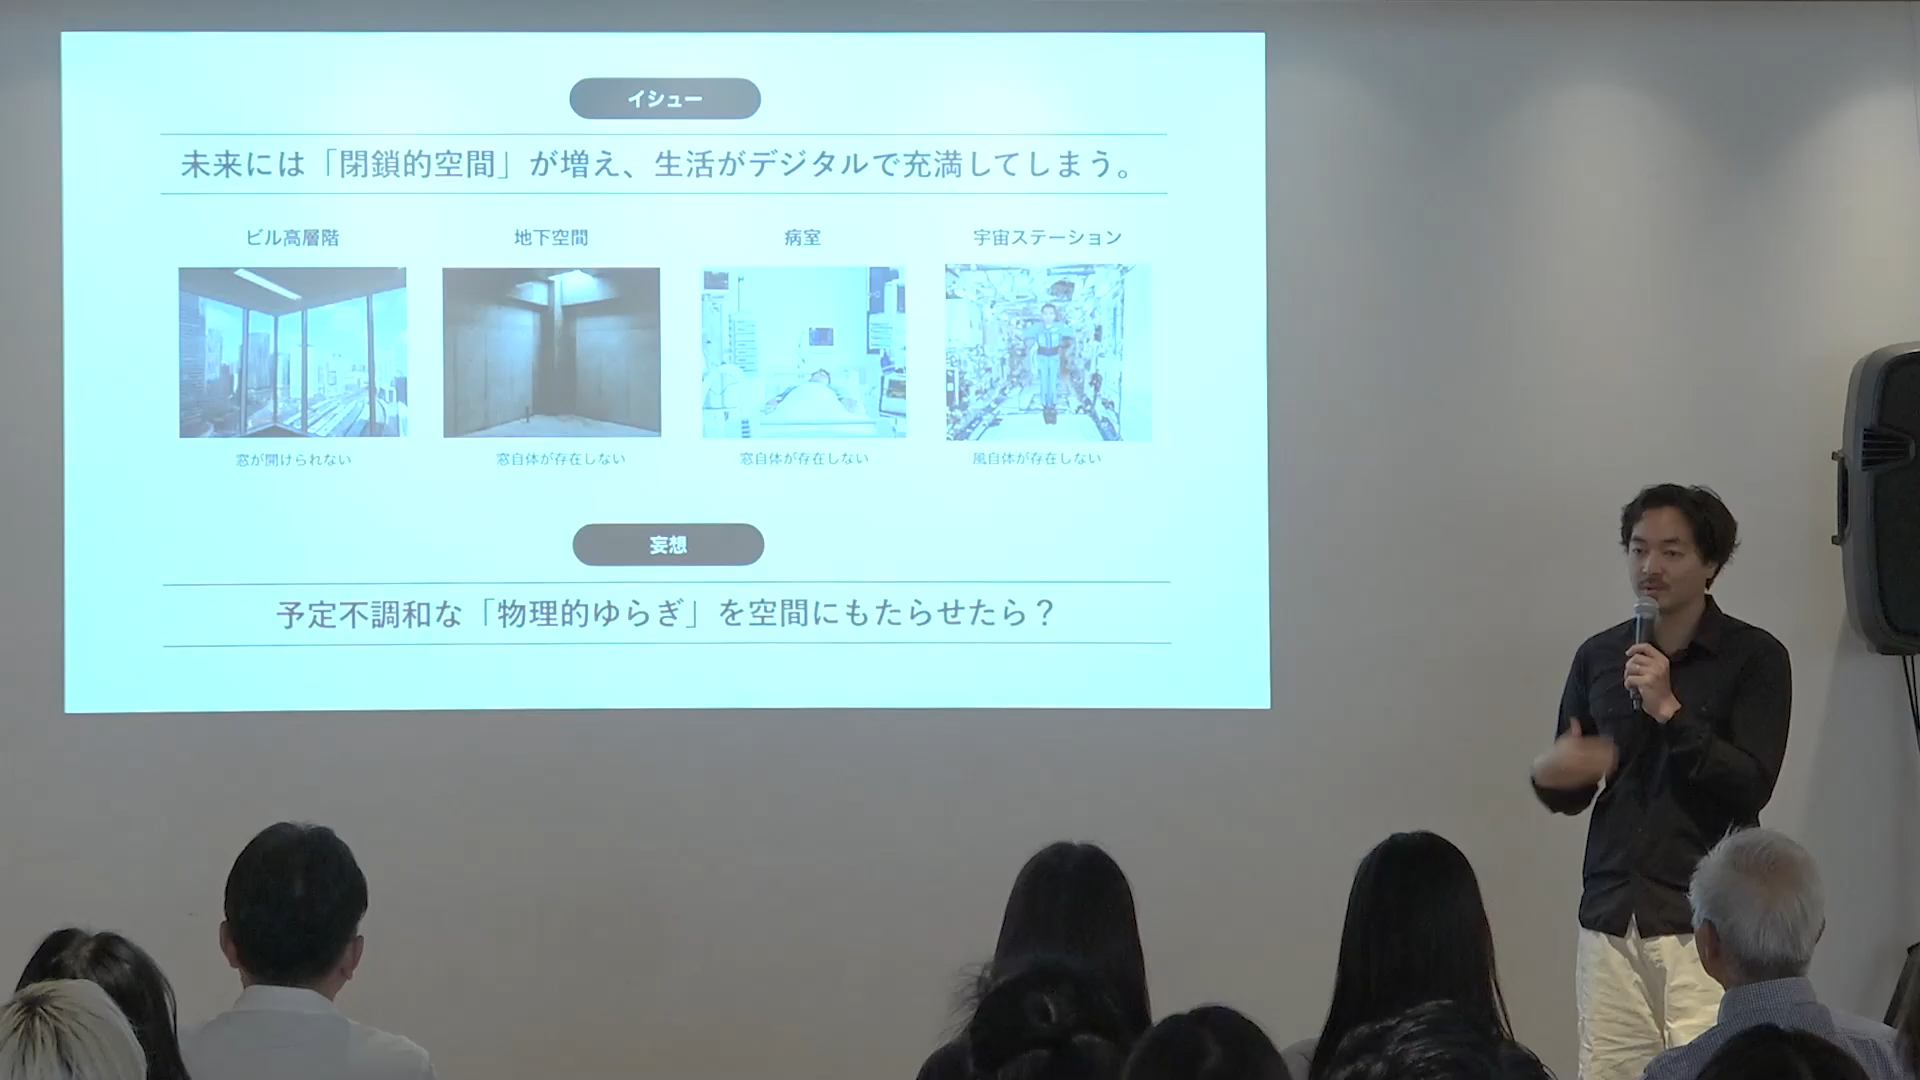 イシュー
未来には「閉鎖的空間」が増え、生活がデジタルで充満してしまう。
ビル高層階
地下空間
病室
宇宙ステーション
窓が開けられない
窓自体が存在しない
窓自体が存在しない
風自体が存在しない
妄想
予定不調和な「物理的ゆらぎ」を空間にもたらせたら？